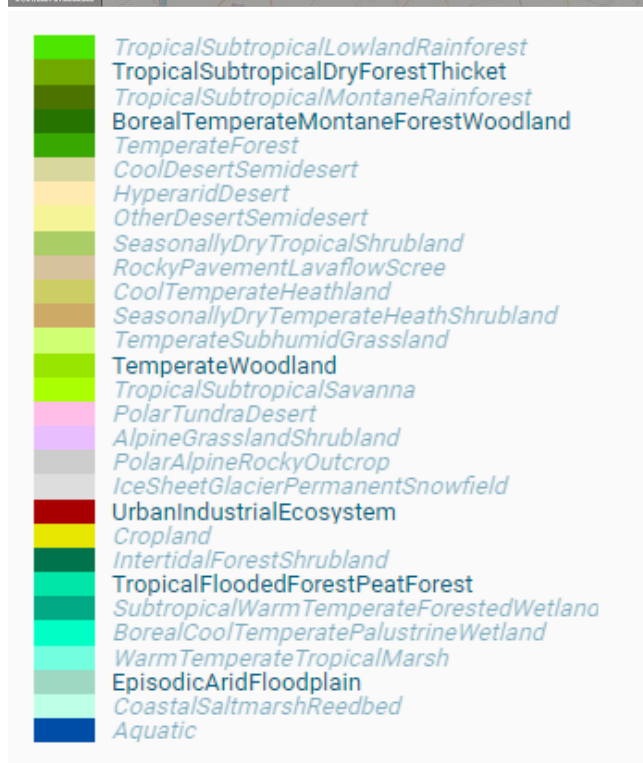 TropicalSubtropicalLowlandRainforest
TropicalSubtropicalDryForestThicket
TropicalSubtropicalMontaneRainforest
BorealTemperateMontaneForestWoodland
TemperateForest
CoolDesertSemidesert
HyperaridDesert
OtherDesertSemidesert
SeasonallyDryTropicalShrubland
RockyPavementLavaflowScree
CoolTemperateHeathland
SeasonallyDryTemperateHeathShrubland
TemperateSubhumidGrassland
TemperateWoodland
TropicalSubtropicalSavanna
PolarTundraDesert
AlpineGrasslandShrubland
PolarAlpineRockyOutcrop
IceSheetGlacierPermanentSnowfield
UrbanIndustrialEcosystem
Cropland
IntertidalForestShrubland
TropicalFloodedForestPeatForest
SubtropicalWarmTemperateForestedWetland
BorealCoolTemperatePalustrineWetland
WarmTemperateTropicalMarsh
EpisodicAridFloodplain
CoastalSaltmarshReedbed
Aquatic